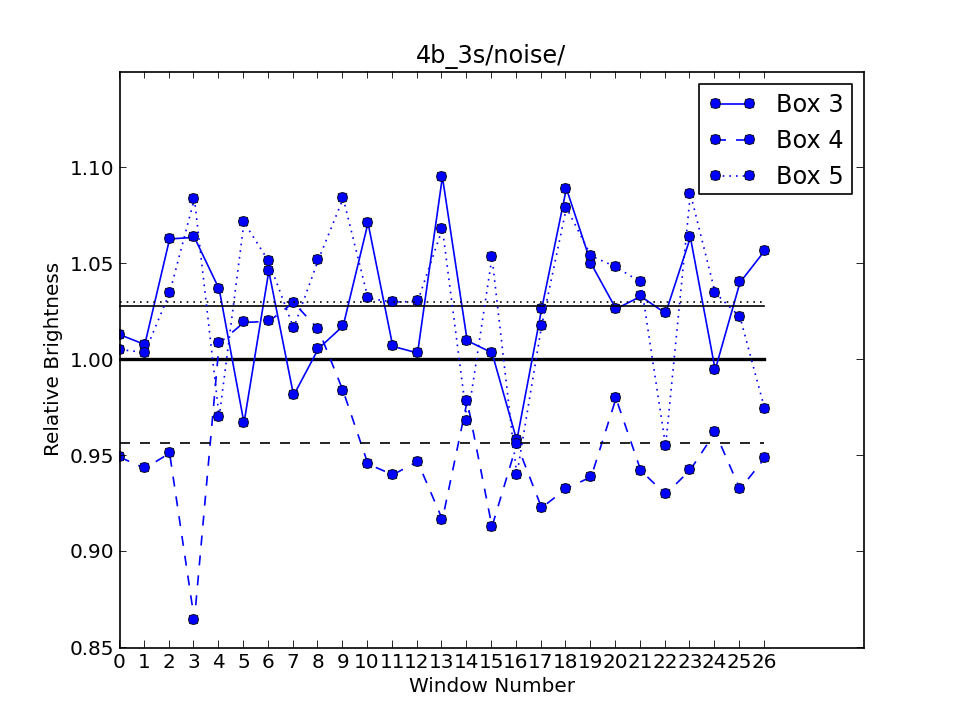 4b_3s/noise/
Box 3
Box 4
Box 5
1.10
1.05
1.00
0.95
0.90
0.85
Relative Brightness
0 1 2 3 4 5 6 7 8 9 10 11 12 13 14 15 16 17 18 19 20 21 22 23 24 25 26
Window Number